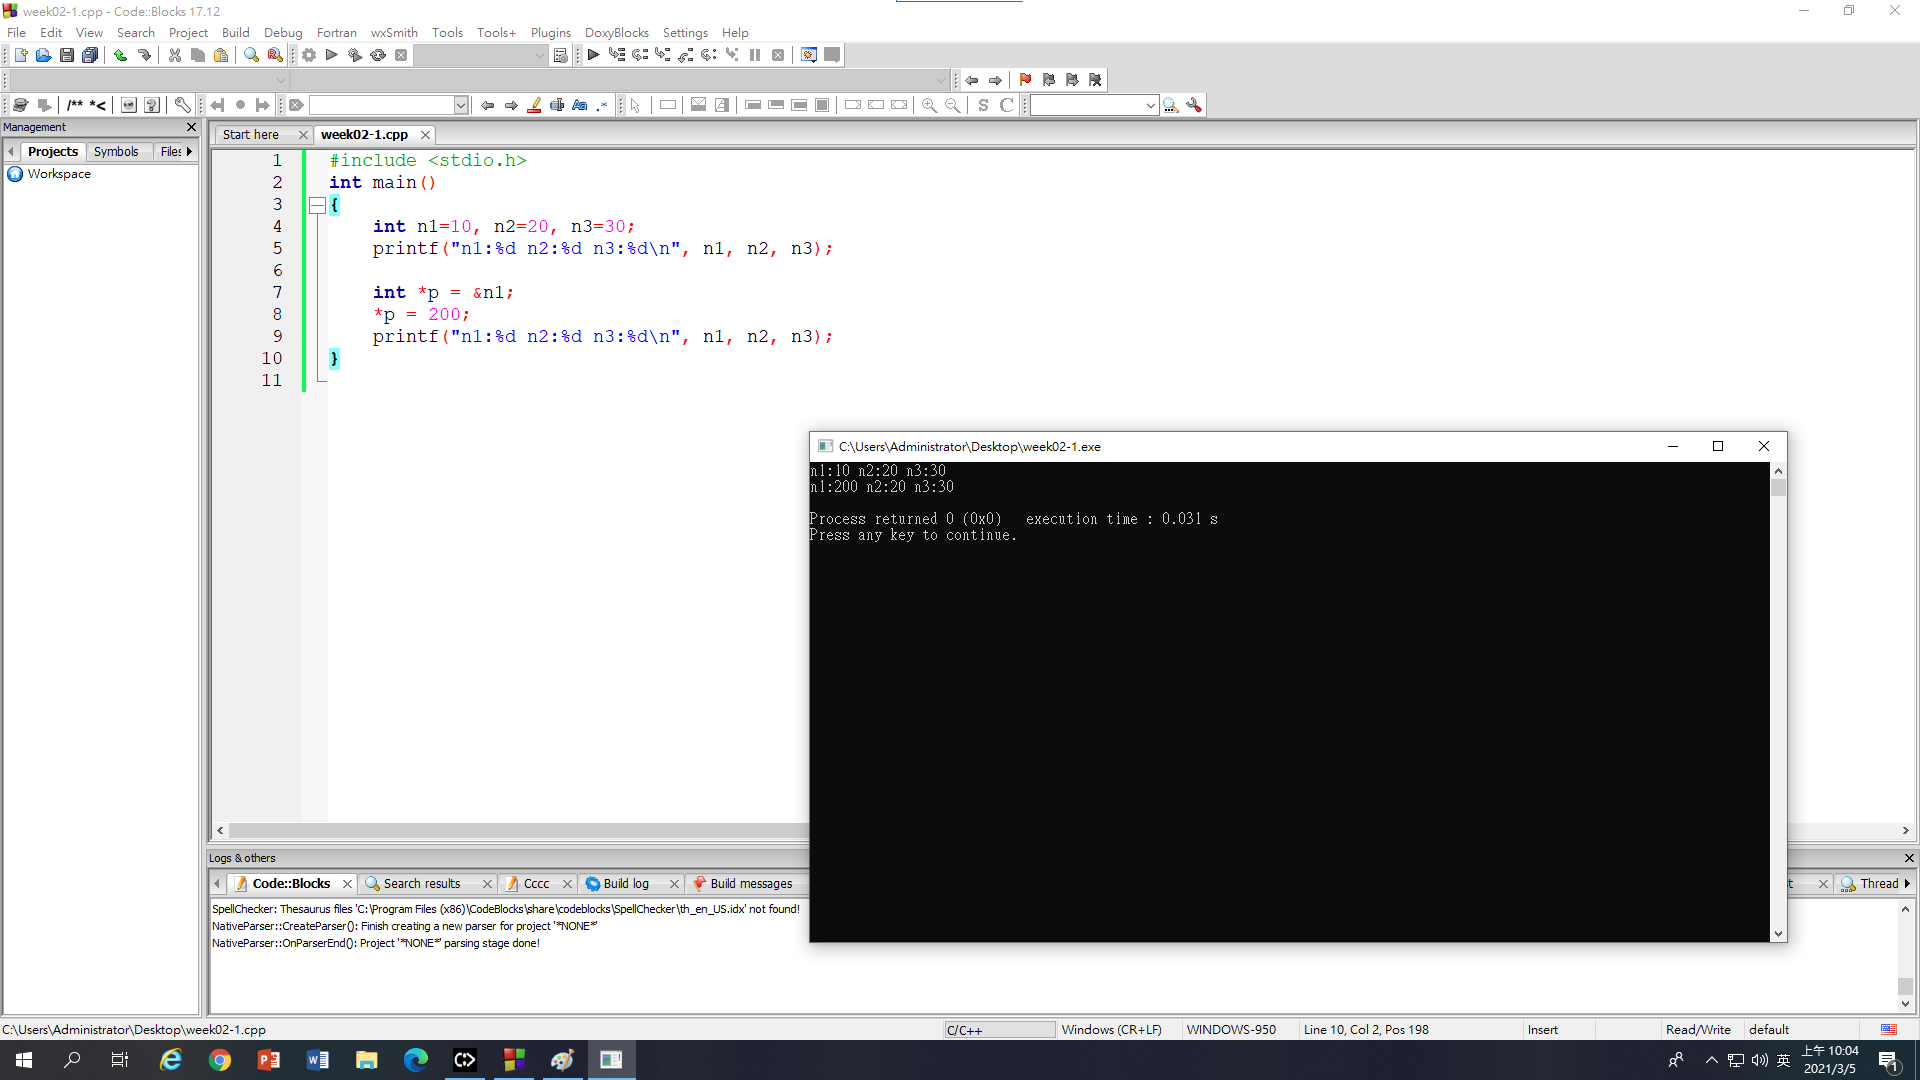 week02-1.cpp - Code::Blocks 17.12
File Edit View Search Project Build Debug Fortran wxSmith Tools Tools+ Plugins DoxyBlocks Settings Help
/** *<
S C
Management
Start here week02-1.cpp
Projects Symbols Files
Workspace
1 #include <stdio.h>
2 int main()
3 {
4 int n1=10, n2=20, n3=30;
5 printf("n1:%d n2:%d n3:%d\n", n1, n2, n3);
6
7 int *p = &n1;
8 *p = 200;
9 printf("n1:%d n2:%d n3:%d\n", n1, n2, n3);
10 }
11
C:\Users\Administrator\Desktop\week02-1.exe
n1:10 n2:20 n3:30
n1:200 n2:20 n3:30
Process returned 0 (0x0) execution time : 0.031 s
Press any key to continue.
Logs & others
Code::Blocks Search results Cccc Build log Build messages Thread
SpellChecker: Thesaurus files 'C:\Program Files (x86)\CodeBlocks\share\codeblocks\SpellChecker\th_en_US.idx' not found!
NativeParser::CreateParser(): Finish creating a new parser for project '*NONE*'
NativeParser::OnParserEnd(): Project '*NONE*' parsing stage done!
C:\Users\Administrator\Desktop\week02-1.cpp C/C++ Windows (CR+LF) WINDOWS-950 Line 10, Col 2, Pos 198 Insert Read/Write default
英 上午 10:04
2021/3/5
1